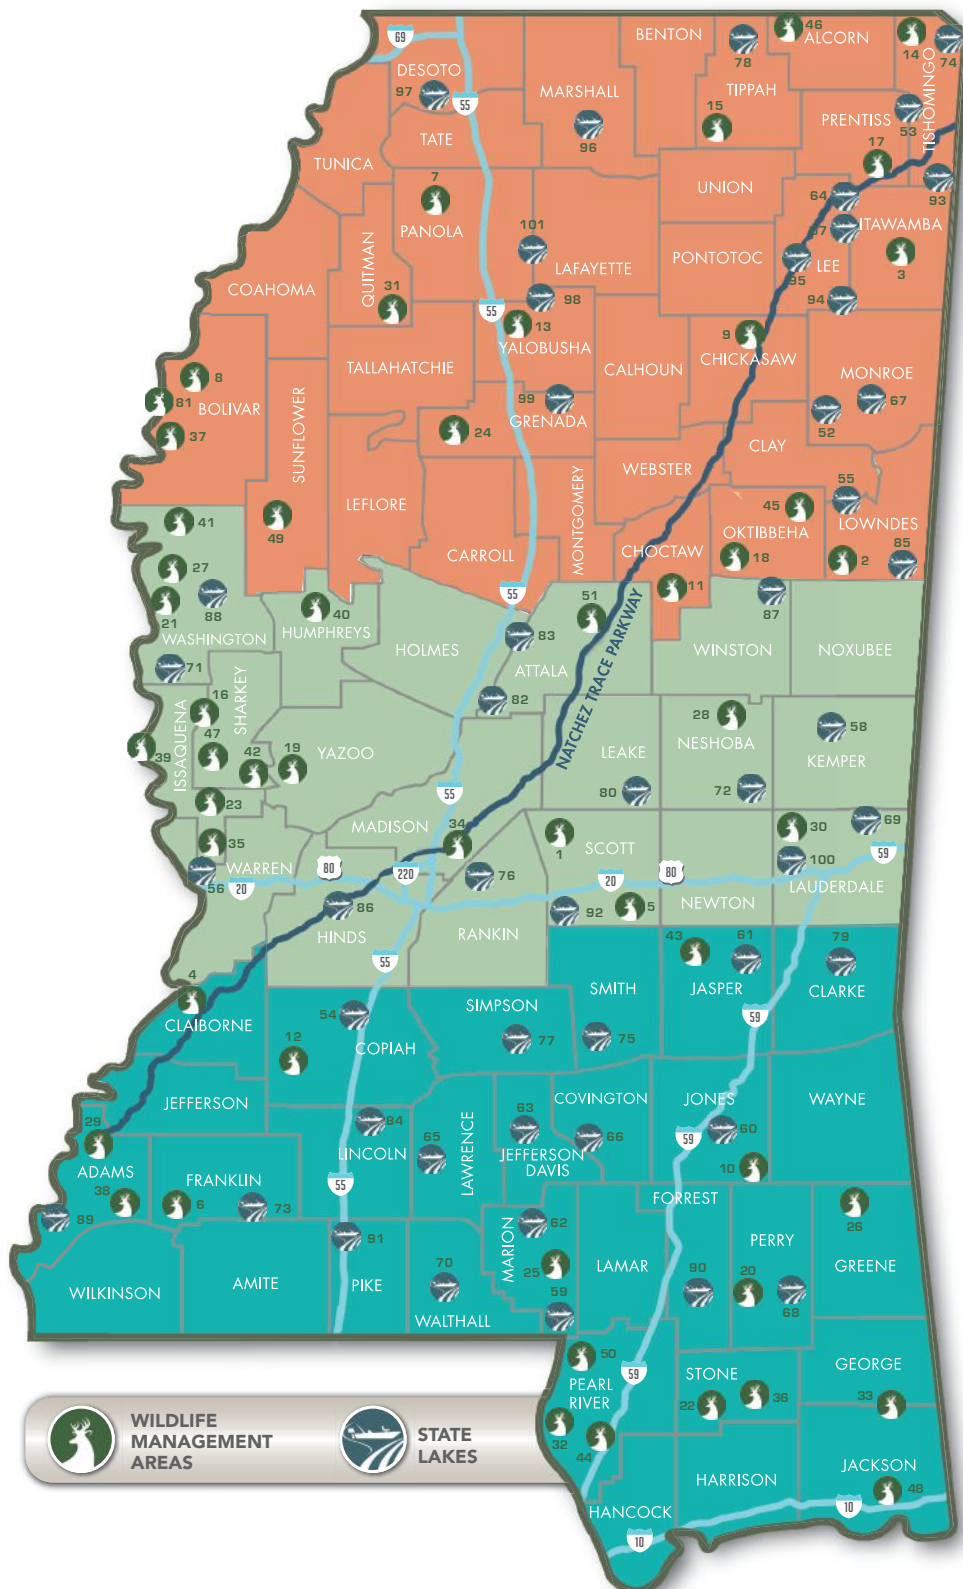 46
BENTON
ALCORN
14
69
78
74
DESOTO
97
MARSHALL
TIPPAH
TISHOMINGO
55
15
PRENTISS
53
TATE
96
17
TUNICA
7
UNION
64
93
PANOLA
101
ITAWAMBA
QUITMAN
LAFAYETTE
PONTOTOC
LEE
3
COAHOMA
95
31
98
94
55
13
9
YALOBUSHA
CHICKASAW
TALLAHATCHIE
CALHOUN
MONROE
8
81
BOLIVAR
99
67
GRENADA
52
37
24
SUNFLOWER
CLAY
WEBSTER
55
LEFLORE
MONTGOMERY
45
41
LOWNDES
49
OKTIBBEHA
CARROLL
CHOCTAW
18
2
85
27
11
55
51
21
88
40
87
WASHINGTON
HUMPHREYS
83
HOLMES
ATTALA
WINSTON
NOXUBEE
71
NATCHEZ TRACE PARKWAY
16
82
SHARKEY
28
58
ISSAQUENA
47
NESHOBA
39
42
19
YAZOO
LEAKE
KEMPER
80
72
55
23
MADISON
34
30
69
35
SCOTT
1
59
WARREN
80
220
76
80
100
56
20
20
LAUDERDALE
86
92
5
NEWTON
HINDS
RANKIN
43
61
79
55
4
SMITH
JASPER
CLARKE
SIMPSON
54
59
CLAIBORNE
12
COPIAH
77
75
JEFFERSON
COVINGTON
JONES
WAYNE
29
84
63
LAWRENCE
60
LINCOLN
65
JEFFERSON
DAVIS
66
59
ADAMS
10
FRANKLIN
38
55
FORREST
6
73
89
62
26
91
MARION
PERRY
70
25
LAMAR
90
20
GREENE
WILKINSON
AMITE
PIKE
59
68
WALTHALL
50
59
GEORGE
STONE
PEARL
RIVER
36
33
22
32
44
WILDLIFE
MANAGEMENT
AREAS
STATE
LAKES
JACKSON
HARRISON
48
HANCOCK
10
10